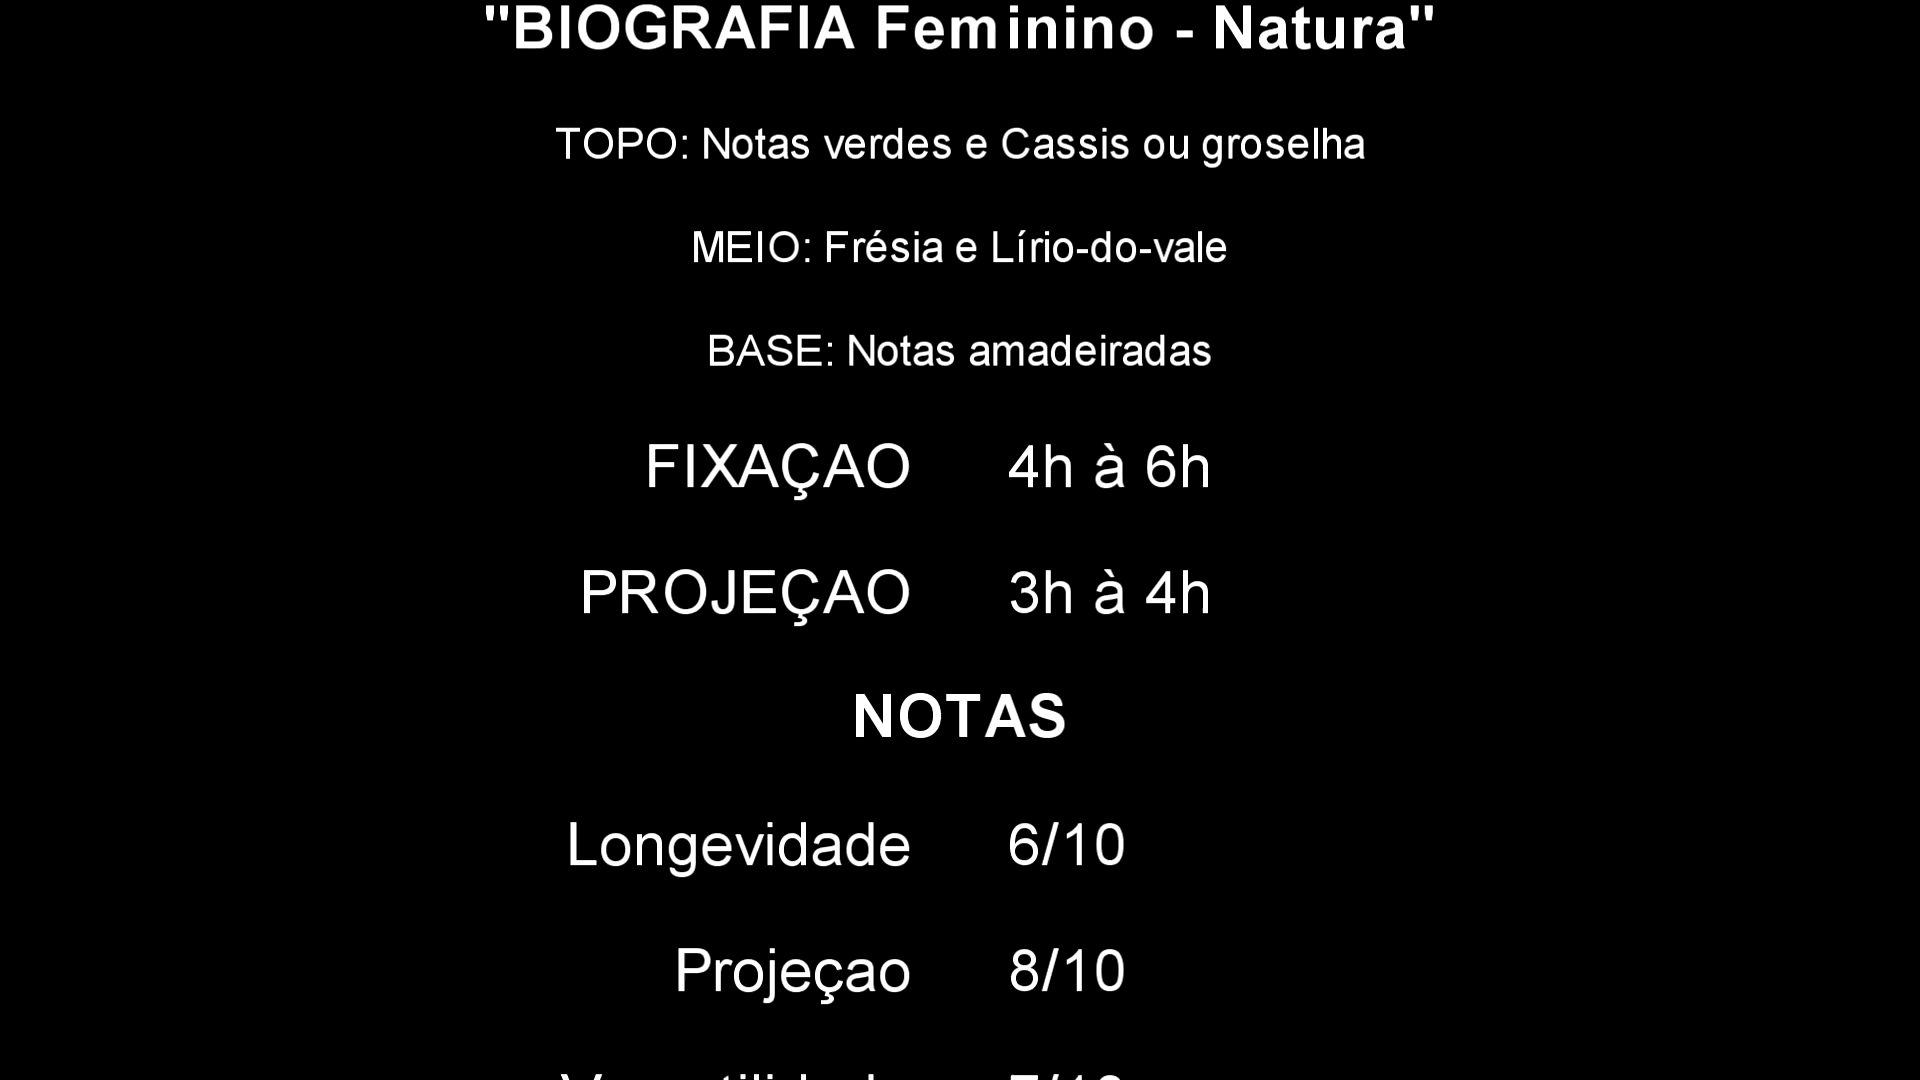 "BIOGRAFIA Feminino - Natura"
TOPO: Notas verdes e Cassis ou groselha
MEIO: Frésia e Lírio-do-vale
BASE: Notas amadeiradas
FIXAÇAO 4h à 6h
PROJEÇAO 3h à 4h
NOTAS
Longevidade 6/10
Projeçao 8/10